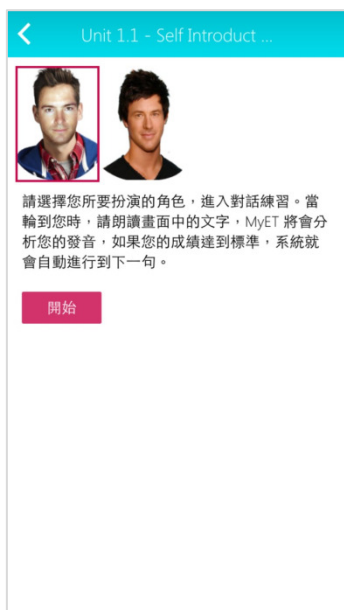 Unit 1.1 - Self Introduct ...
請選擇您所要扮演的角色，進入對話練習。當
輪到您時，請朗讀畫面中的文字，MyET 將會分
析您的發音，如果您的成績達到標準，系統就
會自動進行到下一句。
開始